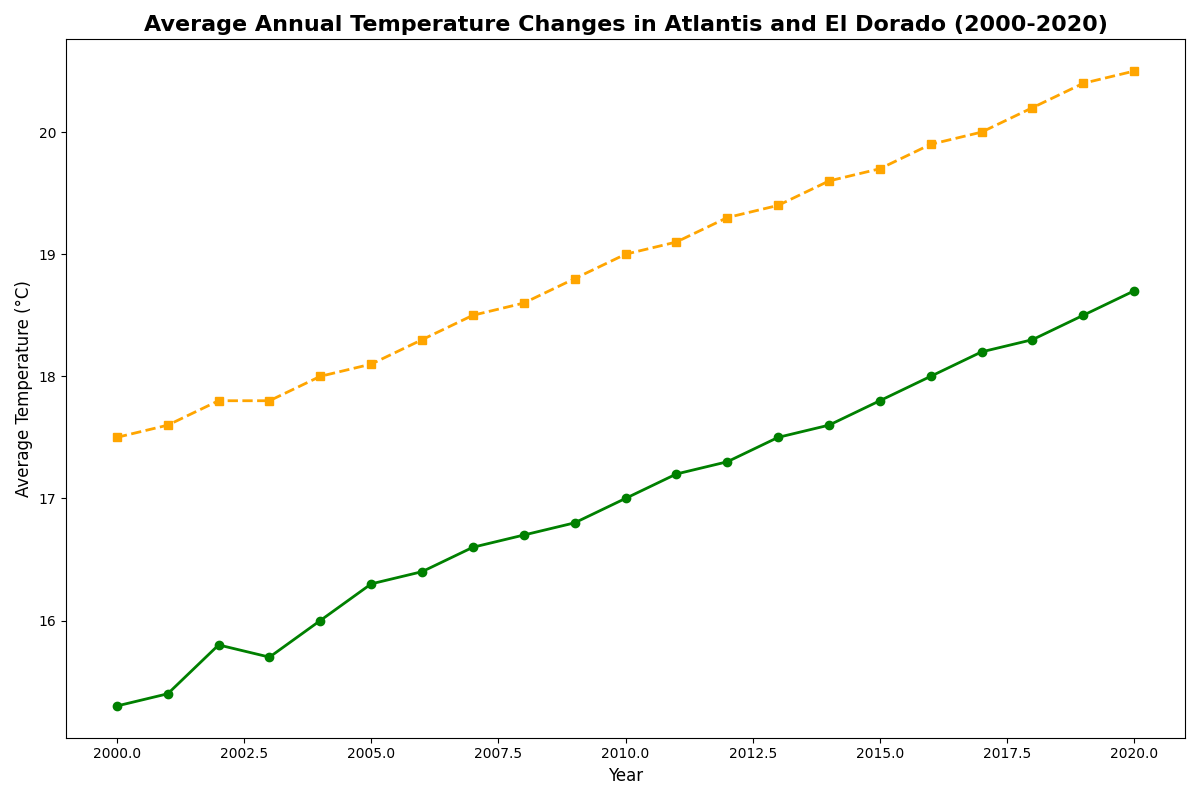 Average Annual Temperature Changes in Atlantis and El Dorado (2000-2020)
Average Temperature (°C)
20
19
18
17
16
2000.0 2002.5 2005.0 2007.5 2010.0 2012.5 2015.0 2017.5 2020.0
Year